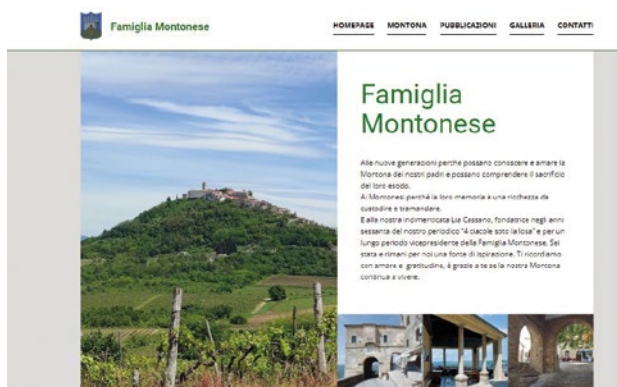 Famiglia Montonese
HOMEPAGE MONTONA PUBBLICAZIONI GALLERIA CONTATTI
Famiglia
Montonese
Alle nuove generazioni perché possano conoscere e amare la
Montona dei nostri padri e possano comprendere il sacrificio
del loro esodo.
Ai Montonesi perché la loro memoria è una ricchezza da
custodire e tramandare.
E alla nostra indimenticata Lia Cassano, fondatrice negli anni
sessanta del nostro periodico "4 ciacole soto la losa" e per un
lungo periodo vicepresidente della Famiglia Montonese. Sei
stata e rimani per noi una fonte di ispirazione. Ti ricordiamo
con amore e gratitudine, è grazie a te se la nostra Montona
continua a vivere.